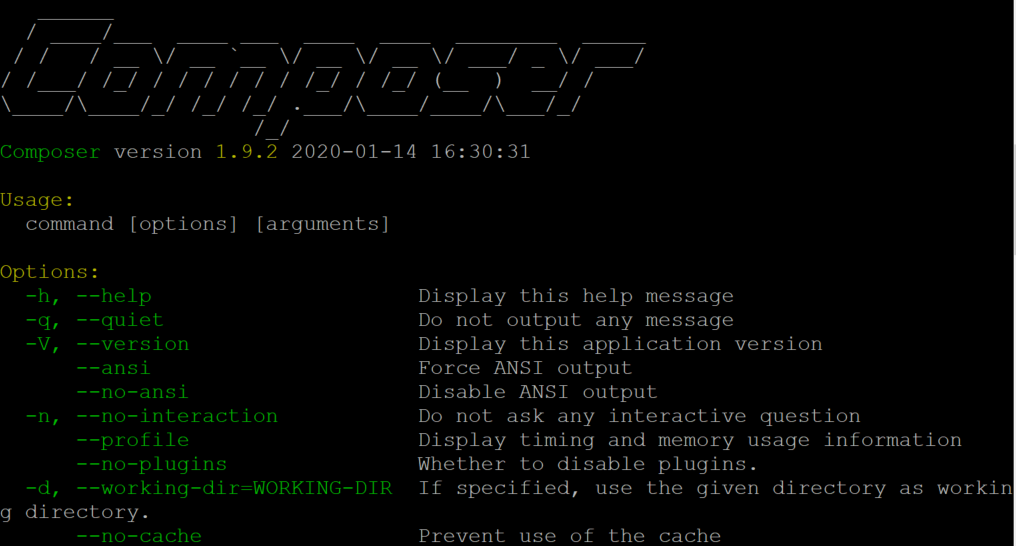 Composer
Composer version 1.9.2 2020-01-14 16:30:31
Usage:
command [options] [arguments]
Options:
-h, --help Display this help message
-q, --quiet Do not output any message
-V, --version Display this application version
--ansi Force ANSI output
--no-ansi Disable ANSI output
-n, --no-interaction Do not ask any interactive question
--profile Display timing and memory usage information
--no-plugins Whether to disable plugins.
-d, --working-dir=WORKING-DIR If specified, use the given directory as workin
g directory.
--no-cache Prevent use of the cache